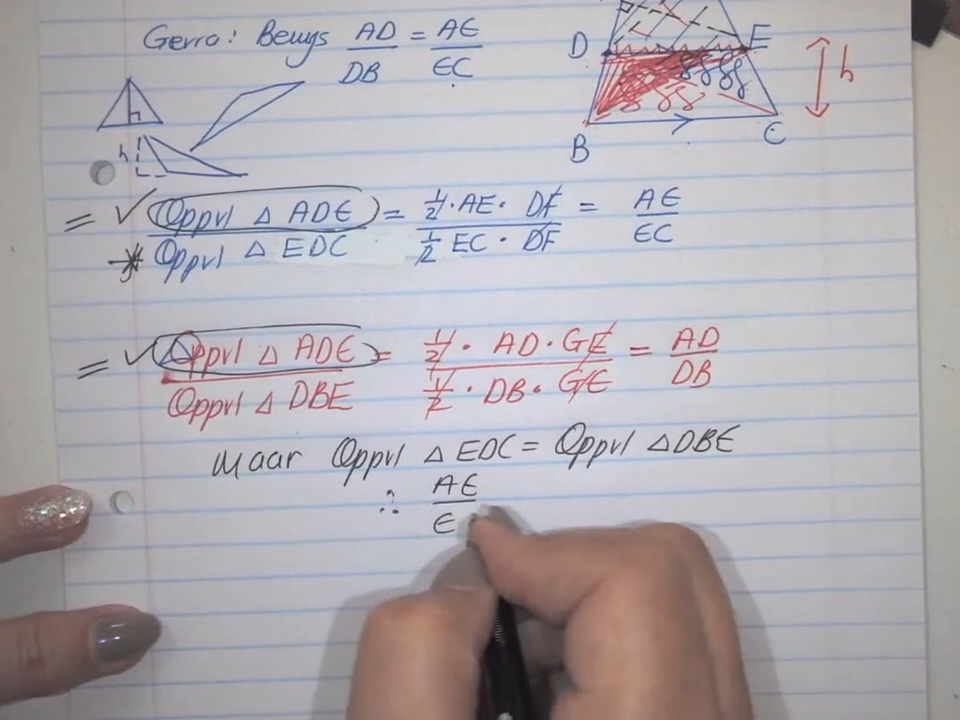 Gevra: Bewys AD/DB = AE/EC
D E
h
B C
h
h
= ✓ Oppvl △ ADE / * Oppvl △ EDC = ½ · AE · DF / ½ EC · DF = AE/EC
= ✓ Oppvl △ ADE / Oppvl △ DBE = ½ · AD · GE / ½ · DB · GE = AD/DB
Maar Oppvl △ EDC = Oppvl △ DBE
∴ AE/E